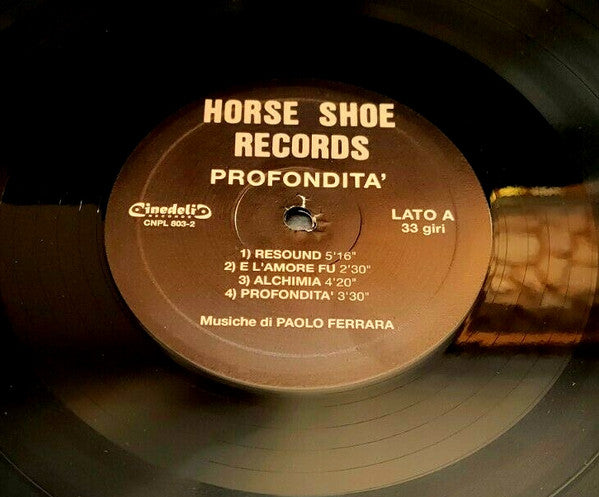 HORSE SHOE
RECORDS
PROFONDITA'
Cinedelic
RECORDS
CNPL 803-2
LATO A
33 giri
1) RESOUND 5'16"
2) E L'AMORE FU 2'30"
3) ALCHIMIA 4'20"
4) PROFONDITA' 3'30"
Musiche di PAOLO FERRARA